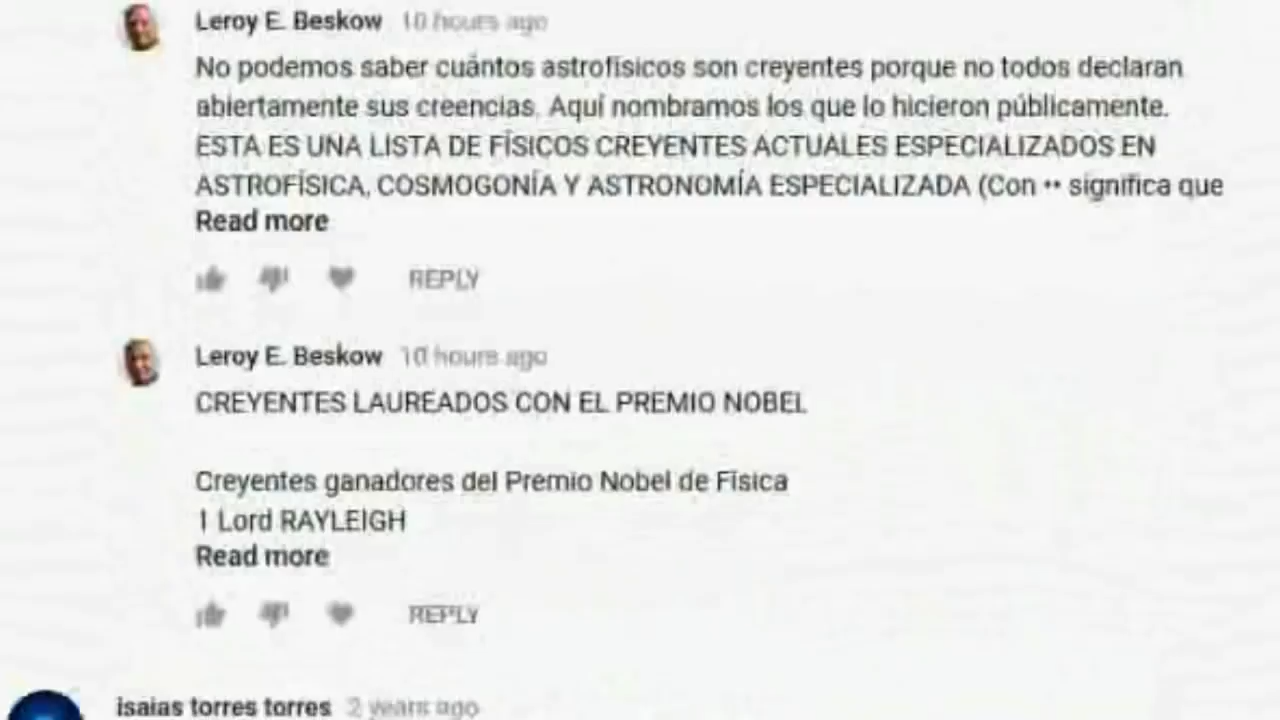 Leroy E. Beskow 10 hours ago
No podemos saber cuántos astrofísicos son creyentes porque no todos declaran
abiertamente sus creencias. Aquí nombramos los que lo hicieron públicamente.
ESTA ES UNA LISTA DE FÍSICOS CREYENTES ACTUALES ESPECIALIZADOS EN
ASTROFÍSICA, COSMOGONÍA Y ASTRONOMÍA ESPECIALIZADA (Con •• significa que
Read more
REPLY
Leroy E. Beskow 10 hours ago
CREYENTES LAUREADOS CON EL PREMIO NOBEL
Creyentes ganadores del Premio Nobel de Física
1 Lord RAYLEIGH
Read more
REPLY
isaias torres torres 2 years ago